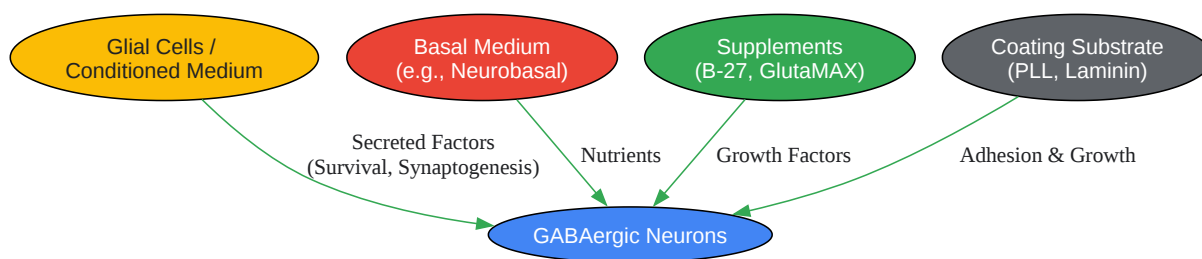 Glial Cells /
Conditioned Medium
Basal Medium
(e.g., Neurobasal)
Supplements
(B-27, GlutaMAX)
Coating Substrate
(PLL, Laminin)
Secreted Factors
(Survival, Synaptogenesis)
Nutrients
Growth Factors
Adhesion & Growth
GABAergic Neurons